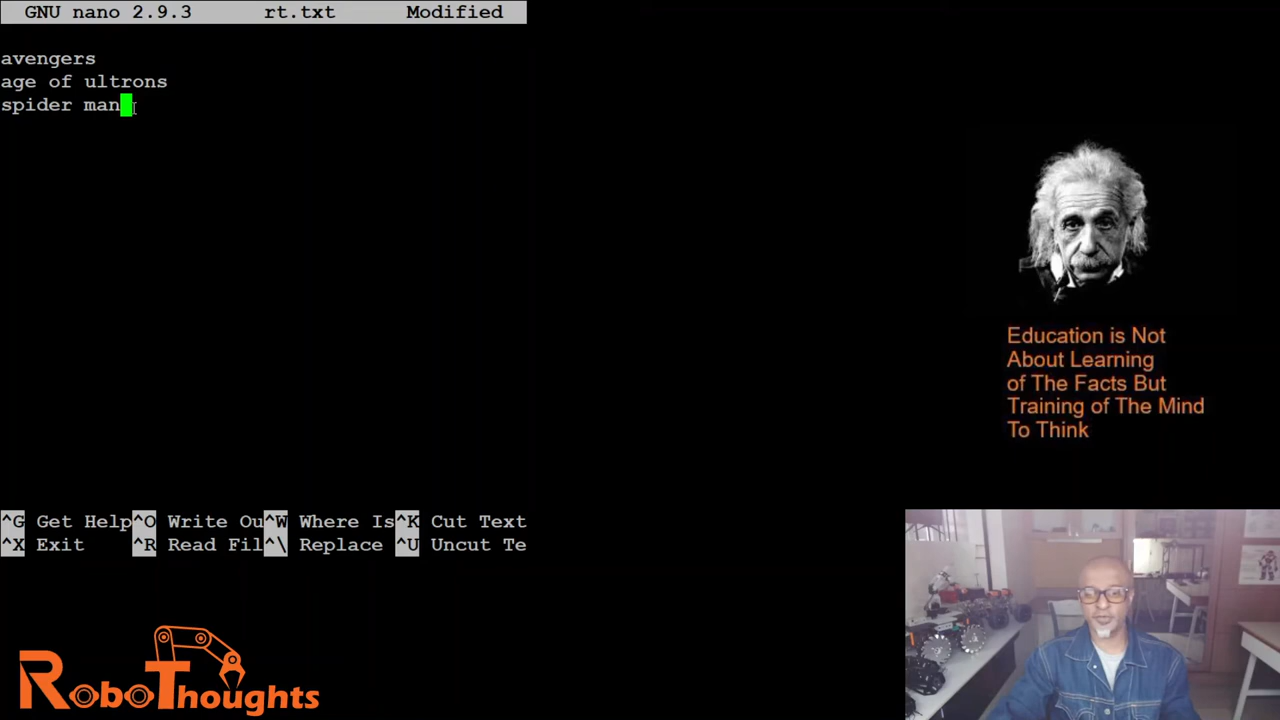 GNU nano 2.9.3 rt.txt Modified
avengers
age of ultrons
spider man
^G Get Help ^O Write Ou ^W Where Is ^K Cut Text
^X Exit ^R Read Fil ^\ Replace ^U Uncut Te
Education is Not
About Learning
of The Facts But
Training of The Mind
To Think
RoboThoughts